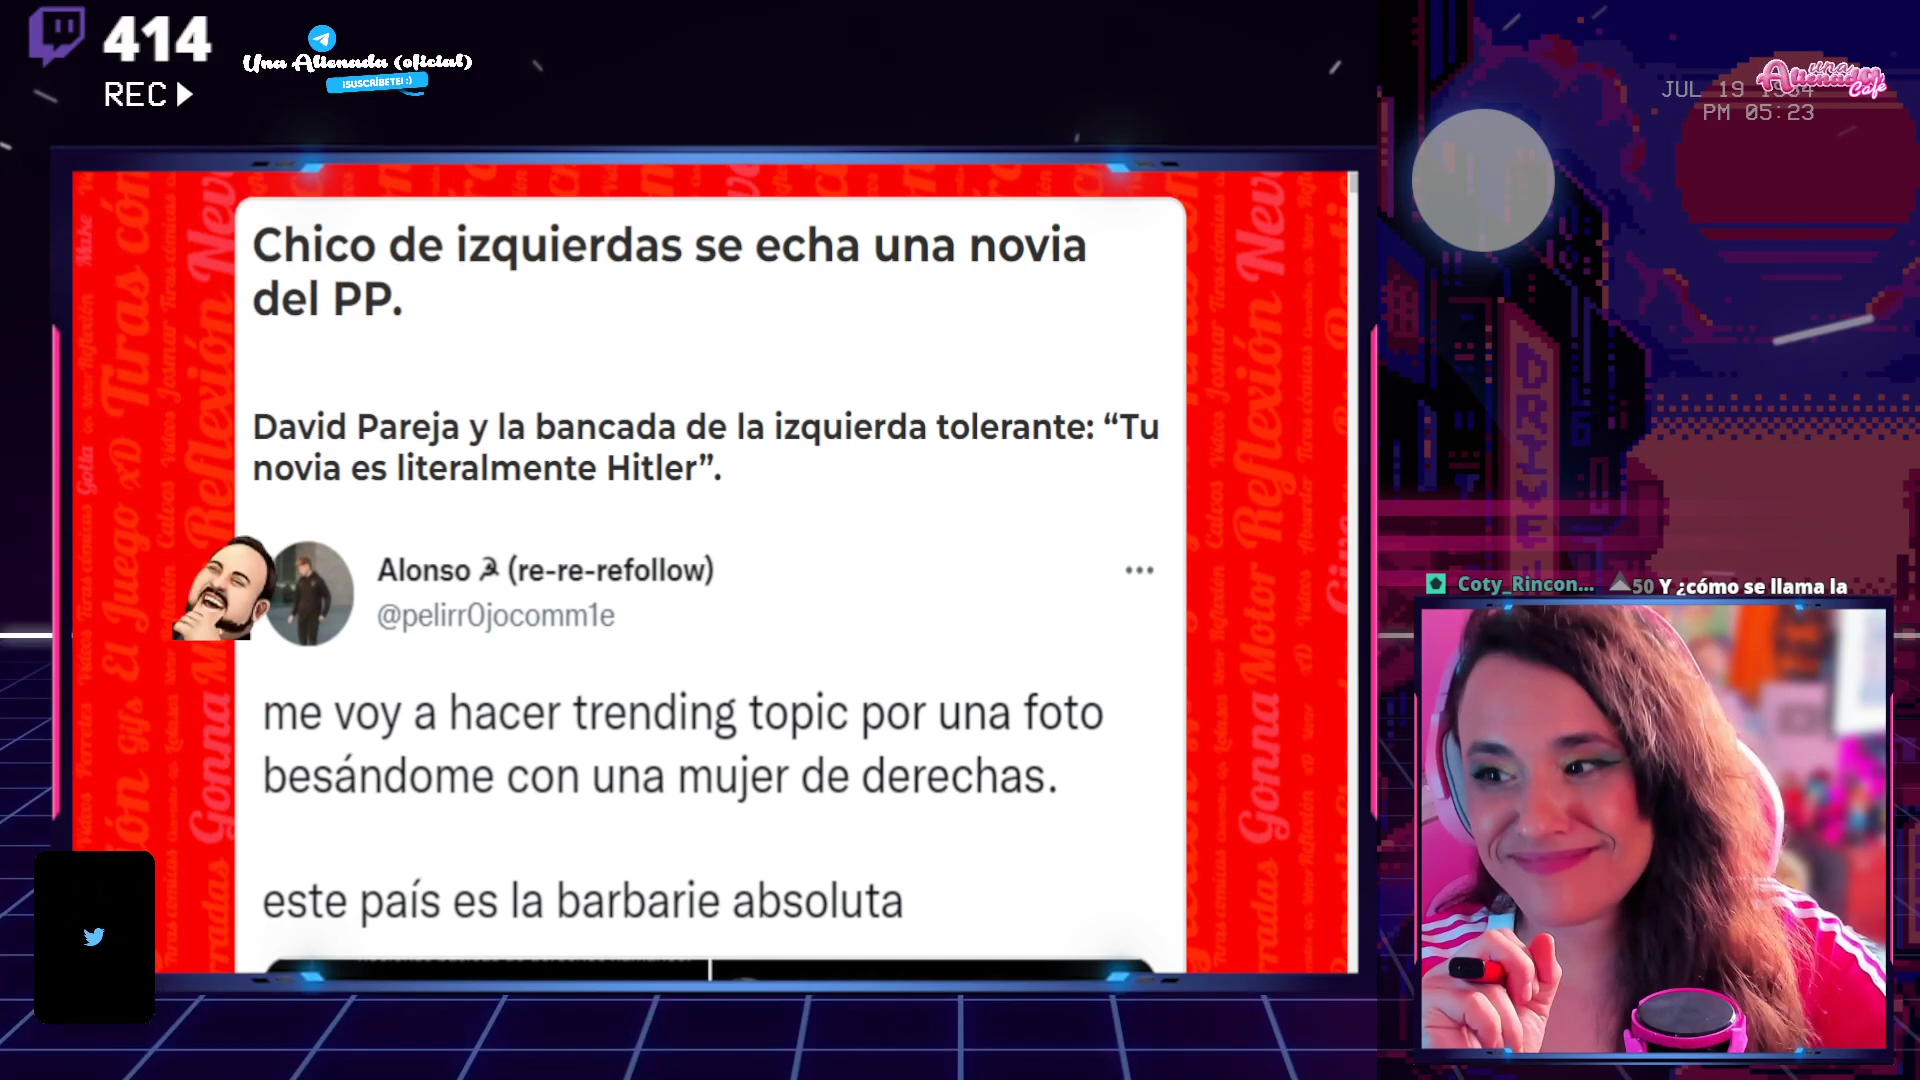 414
REC
Una Alienada (oficial)
¡SUSCRÍBETE! :)
una
Alienada
Café
JUL 19
PM 05:23
Chico de izquierdas se echa una novia
del PP.
David Pareja y la bancada de la izquierda tolerante: “Tu
novia es literalmente Hitler”.
Alonso ☭ (re-re-refollow)
@pelirr0jocomm1e
me voy a hacer trending topic por una foto
besándome con una mujer de derechas.
este país es la barbarie absoluta
Coty_Rincon... 50 Y ¿cómo se llama la